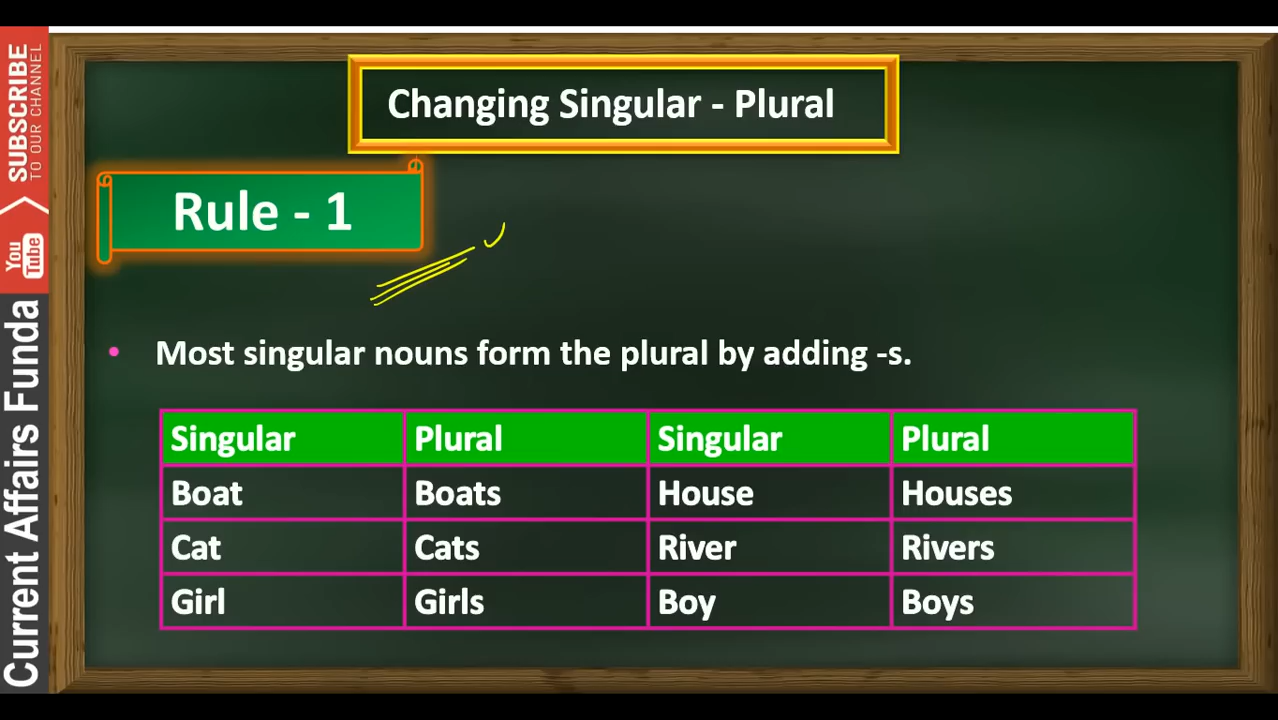 SUBSCRIBE
TO OUR CHANNEL
You
Tube
Current Affairs Funda
Changing Singular - Plural
Rule - 1
• Most singular nouns form the plural by adding -s.
Singular Plural Singular Plural
Boat Boats House Houses
Cat Cats River Rivers
Girl Girls Boy Boys